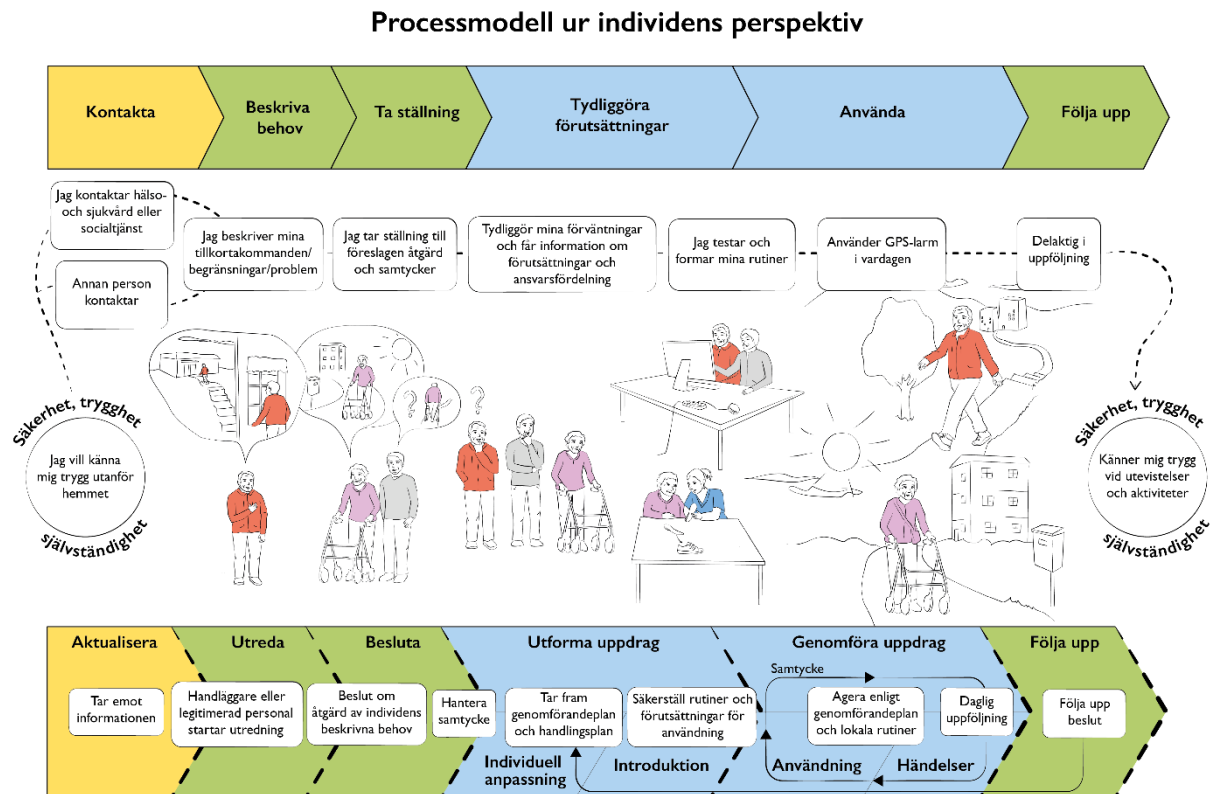 Processmodell ur individens perspektiv
Kontakta
Beskriva
behov
Ta ställning
Tydliggöra
förutsättningar
Använda
Följa upp
Jag kontaktar hälso-
och sjukvård eller
socialtjänst
Annan person
kontaktar
Jag beskriver mina
tillkortakommanden/
begränsningar/problem
Jag tar ställning till
föreslagen åtgärd
och samtycker
Tydliggör mina förväntningar
och får information om
förutsättningar och
ansvarsfördelning
Jag testar och
formar mina rutiner
Använder GPS-larm
i vardagen
Delaktig i
uppföljning
? ?
?
?
Säkerhet, trygghet
Jag vill känna
mig trygg utanför
hemmet
självständighet
Säkerhet, trygghet
Känner mig trygg
vid utevistelser
och aktiviteter
självständighet
Aktualisera
Utreda
Besluta
Utforma uppdrag
Genomföra uppdrag
Följa upp
Tar emot
informationen
Handläggare eller
legitimerad personal
startar utredning
Beslut om
åtgärd av individens
beskrivna behov
Hantera
samtycke
Tar fram
genomförandeplan
och handlingsplan
Säkerställ rutiner och
förutsättningar för
användning
Samtycke
Agera enligt
genomförandeplan
och lokala rutiner
Daglig
uppföljning
Följa upp
beslut
Individuell
anpassning
Introduktion
Användning
Händelser